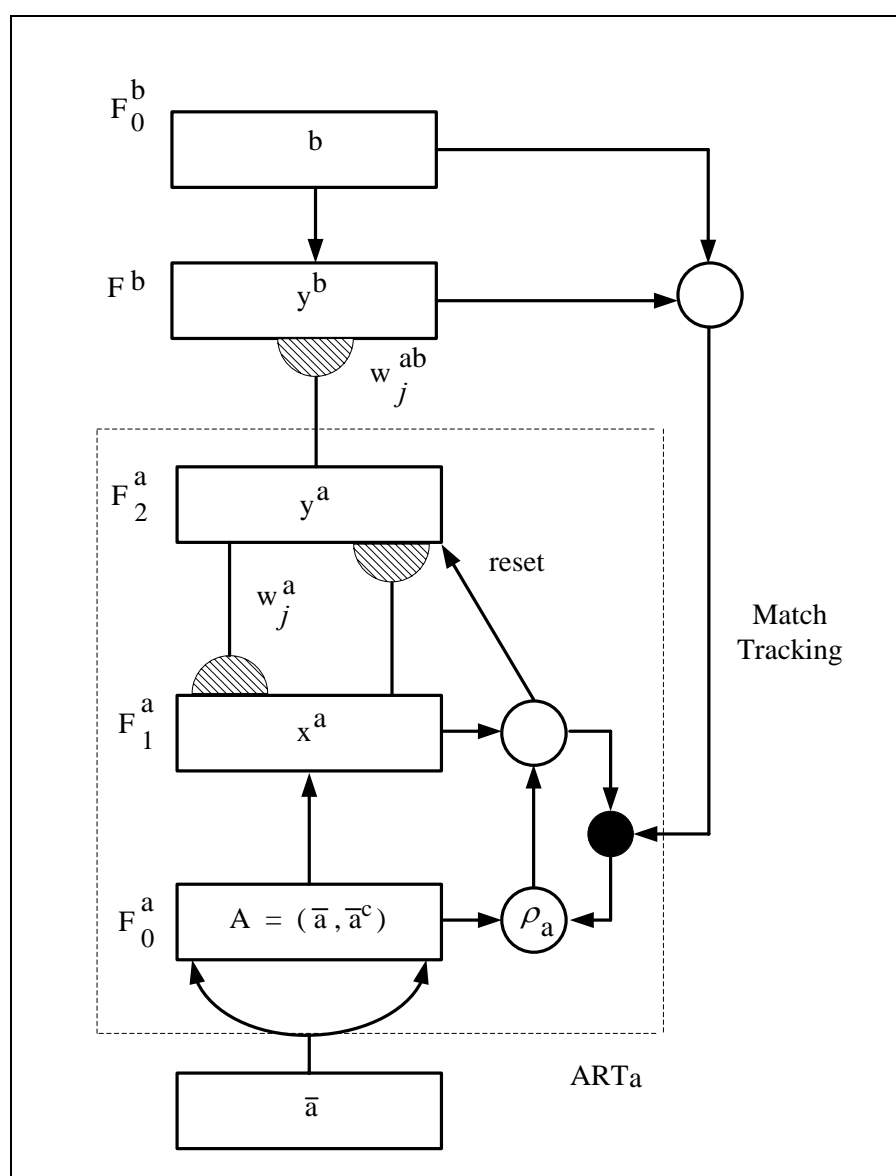 F₀ᵇ
b
Fᵇ
yᵇ
wⱼᵃᵇ
F₂ᵃ
yᵃ
reset
wⱼᵃ
Match
Tracking
F₁ᵃ
xᵃ
F₀ᵃ
A = (a̅, a̅ᶜ)
ρₐ
ARTa
a̅